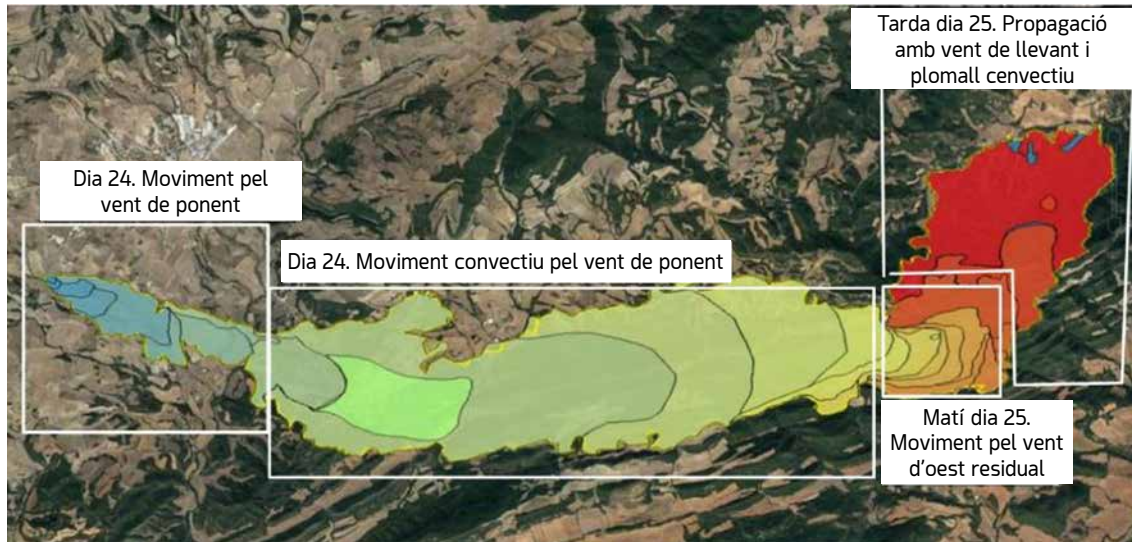 Tarda dia 25. Propagació
amb vent de llevant i
plomall cenvectiu
Dia 24. Moviment pel
vent de ponent
Dia 24. Moviment convectiu pel vent de ponent
Matí dia 25.
Moviment pel vent
d'oest residual